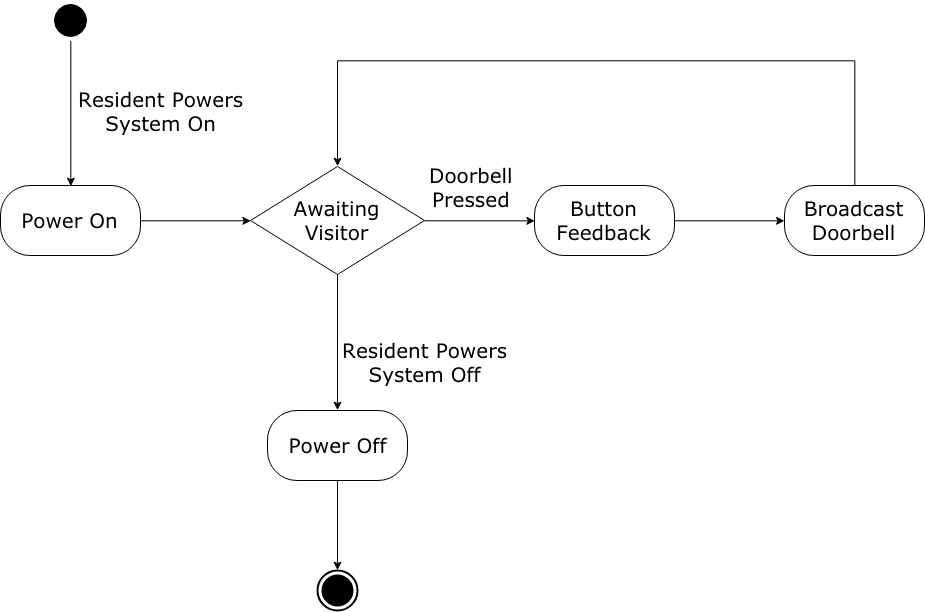 Resident Powers
System On
Power On
Awaiting
Visitor
Doorbell
Pressed
Button
Feedback
Broadcast
Doorbell
Resident Powers
System Off
Power Off